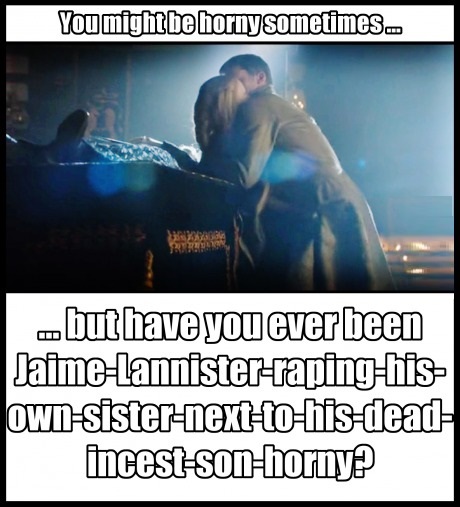 You might be horny sometimes ...
... but have you ever been
Jaime-Lannister-raping-his-
own-sister-next-to-his-dead-
incest-son-horny?